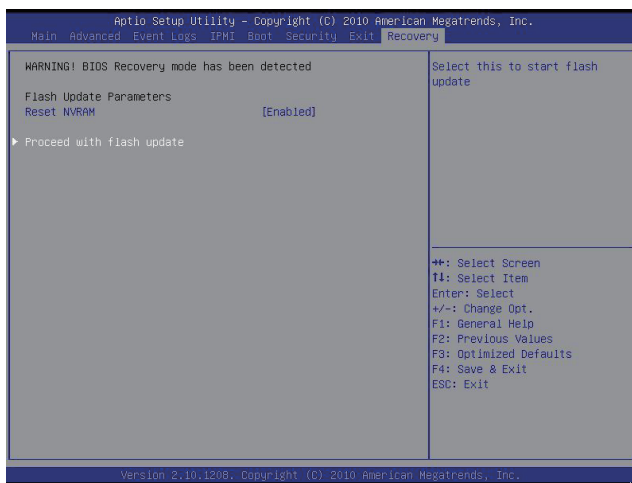 Aptio Setup Utility – Copyright (C) 2010 American Megatrends, Inc.
Main Advanced Event Logs IPMI Boot Security Exit Recovery
WARNING! BIOS Recovery mode has been detected
Flash Update Parameters
Reset NVRAM [Enabled]
Proceed with flash update
Select this to start flash
update
→←: Select Screen
↑↓: Select Item
Enter: Select
+/-: Change Opt.
F1: General Help
F2: Previous Values
F3: Optimized Defaults
F4: Save & Exit
ESC: Exit
Version 2.10.1208. Copyright (C) 2010 American Megatrends, Inc.